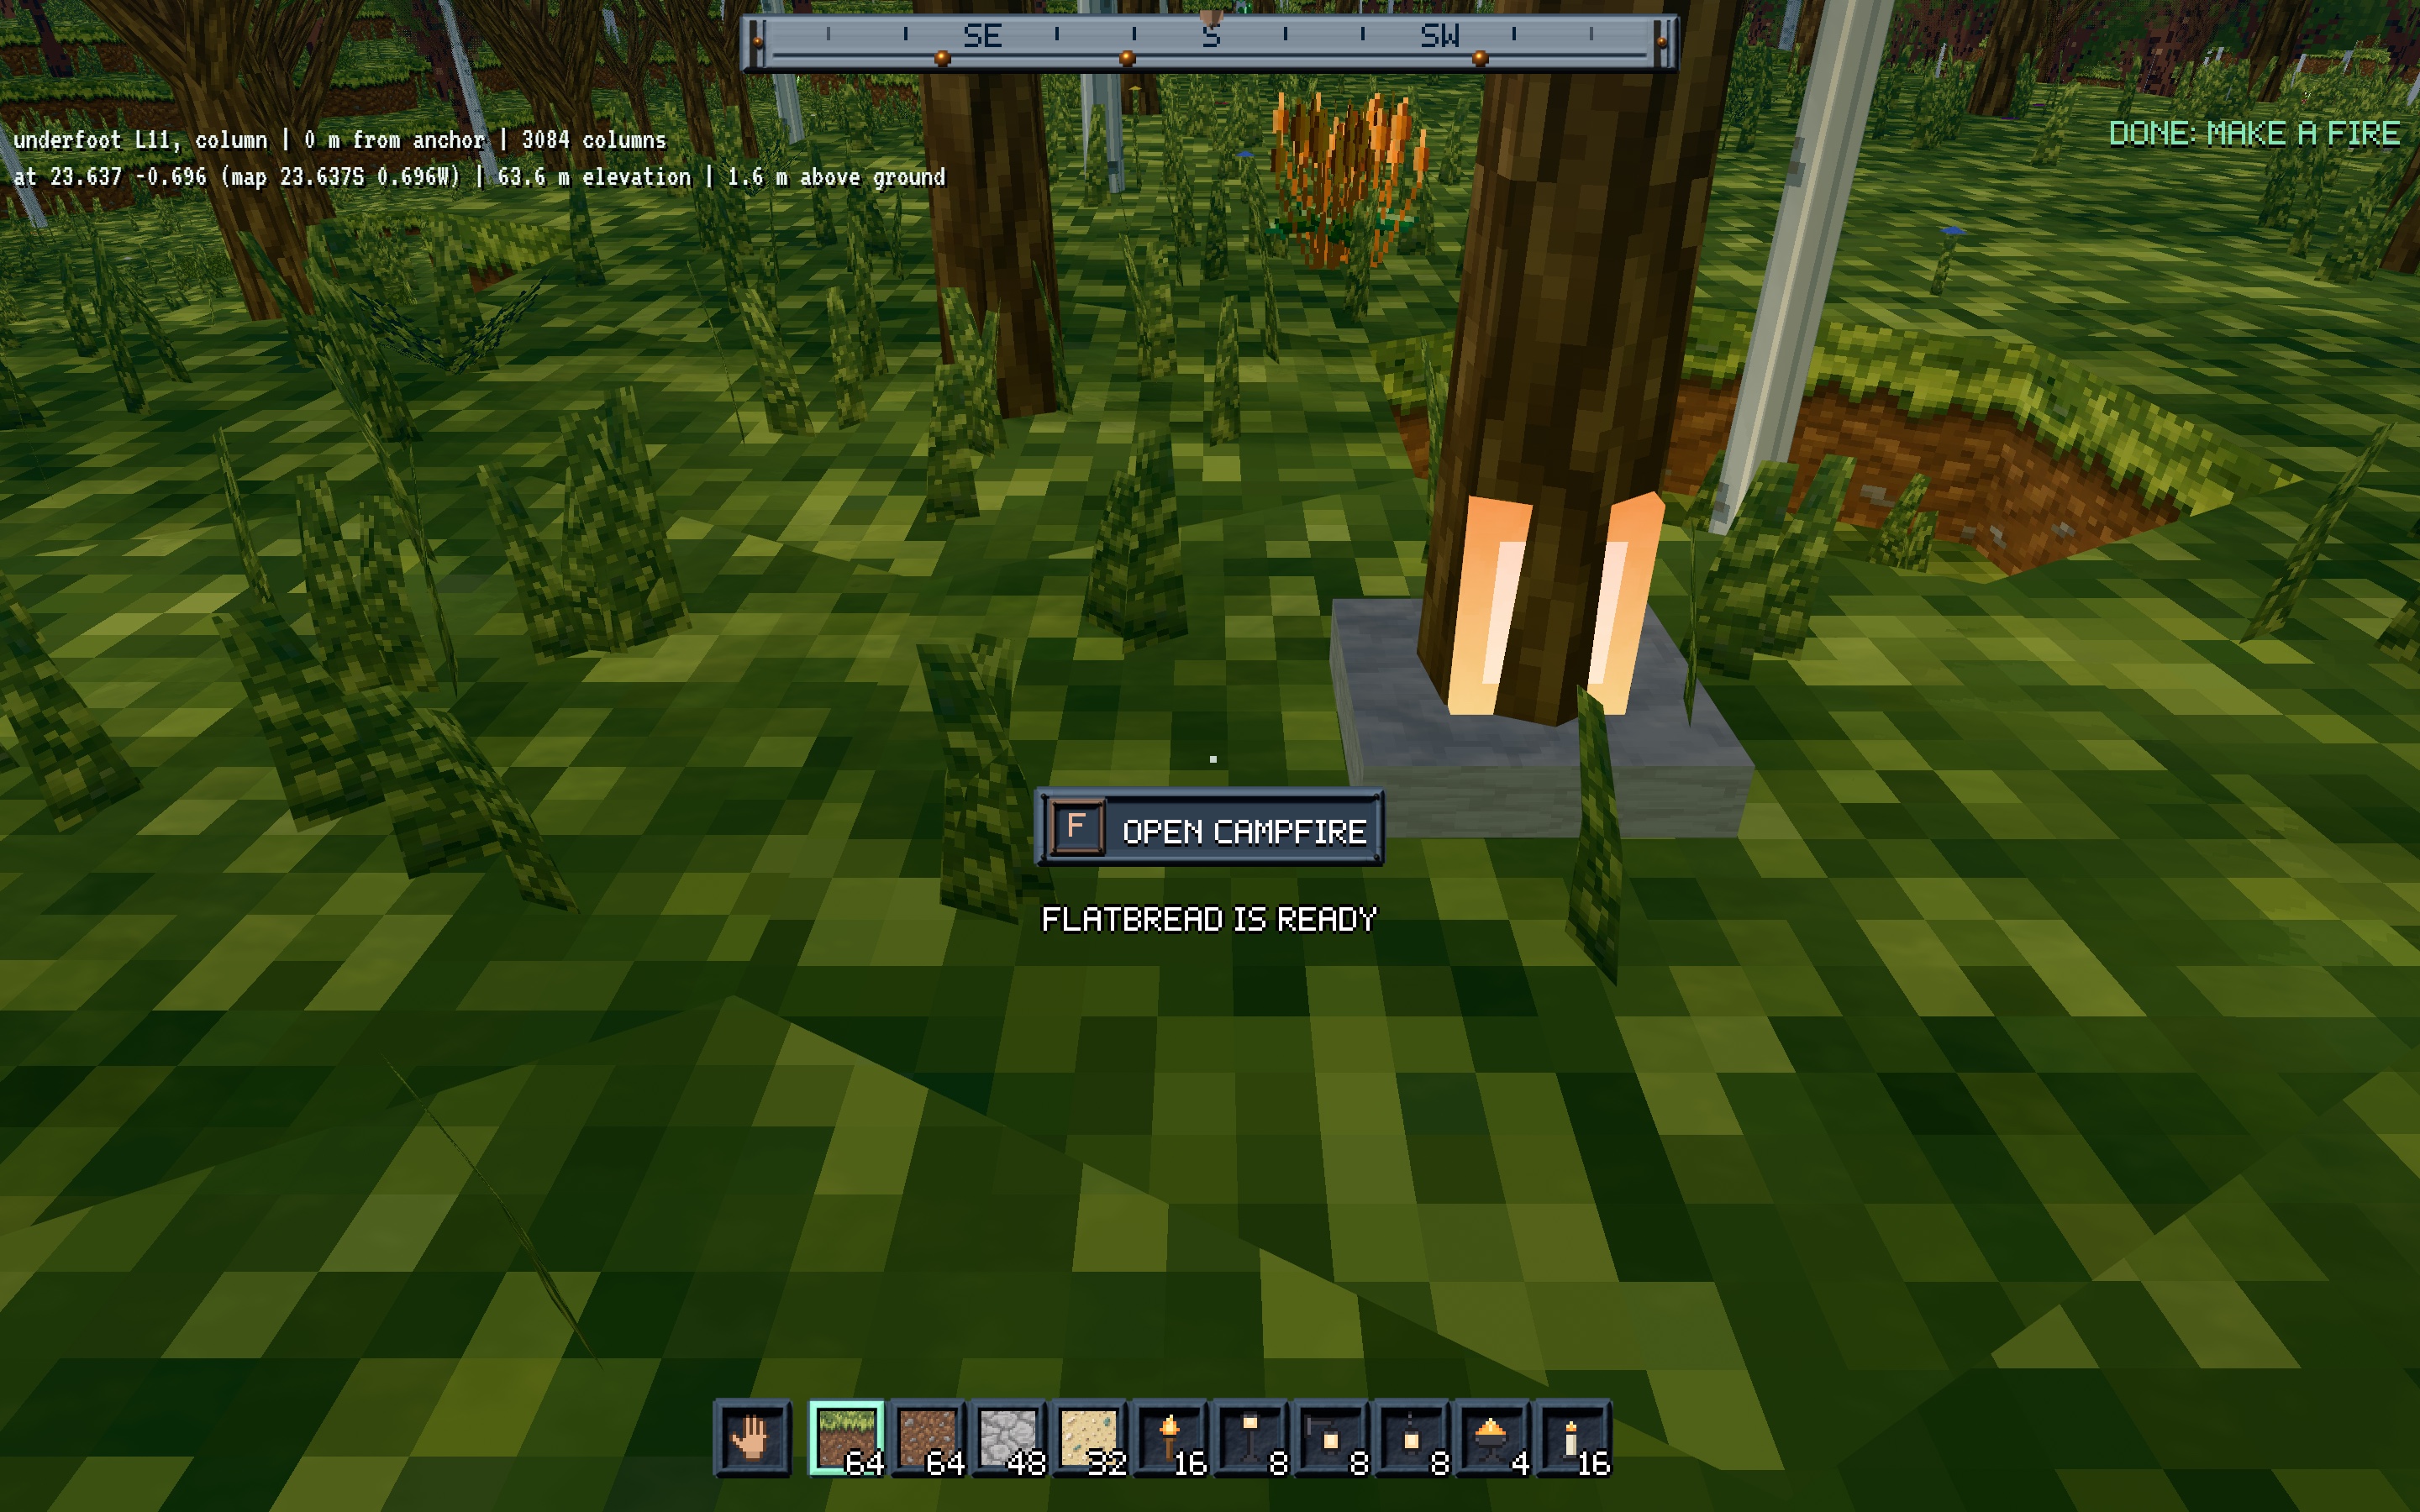 SE S SW
underfoot L11, column | 0 m from anchor | 3084 columns
at 23.637 -0.696 (map 23.637S 0.696W) | 63.6 m elevation | 1.6 m above ground
DONE: MAKE A FIRE
F OPEN CAMPFIRE
FLATBREAD IS READY
64 64 48 32 16 8 8 8 4 16